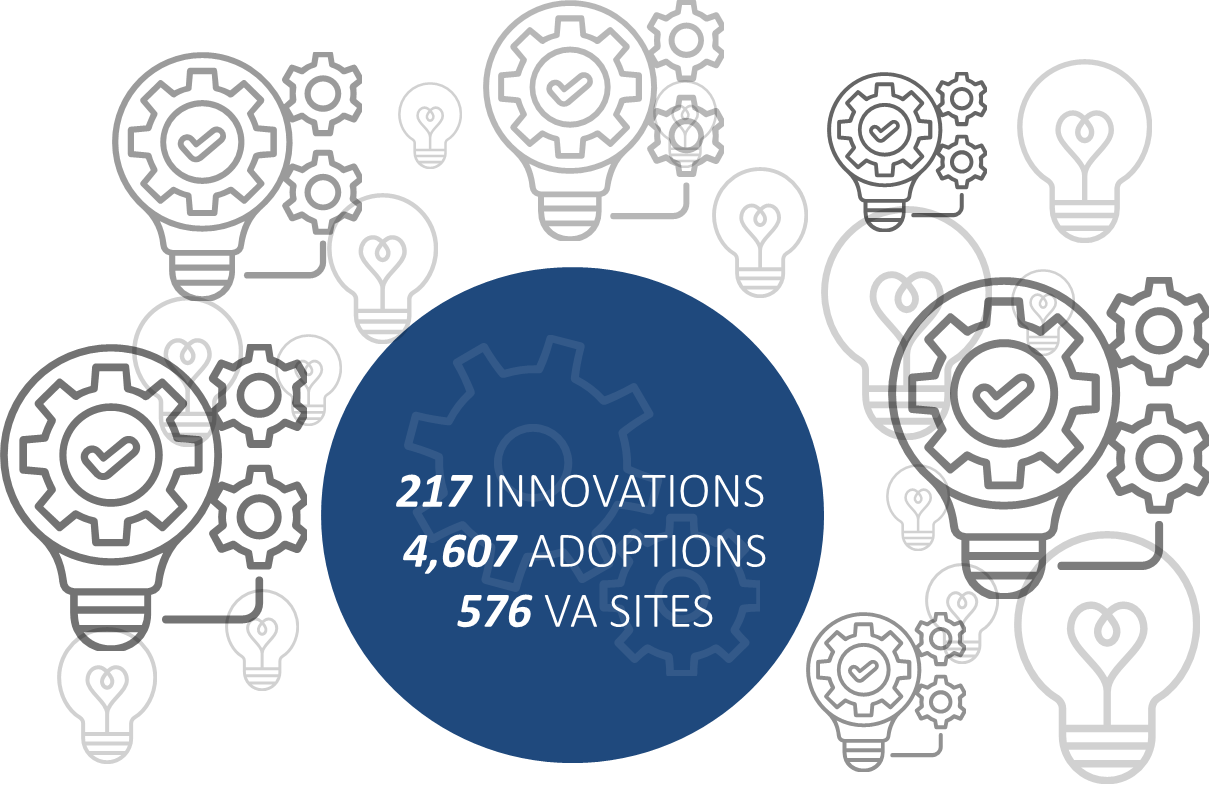 217 INNOVATIONS
4,607 ADOPTIONS
576 VA SITES